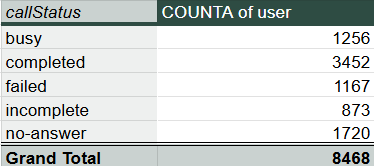 callStatus COUNTA of user
busy 1256
completed 3452
failed 1167
incomplete 873
no-answer 1720
Grand Total 8468